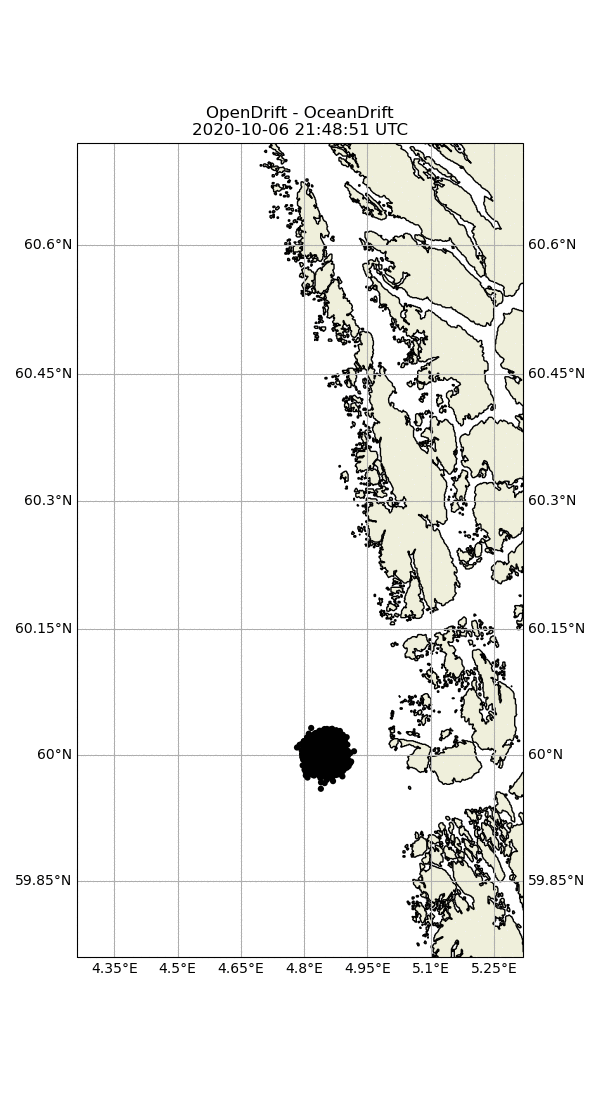 OpenDrift - OceanDrift
2020-10-06 21:48:51 UTC
60.6°N 60.6°N
60.45°N 60.45°N
60.3°N 60.3°N
60.15°N 60.15°N
60°N 60°N
59.85°N 59.85°N
4.35°E 4.5°E 4.65°E 4.8°E 4.95°E 5.1°E 5.25°E